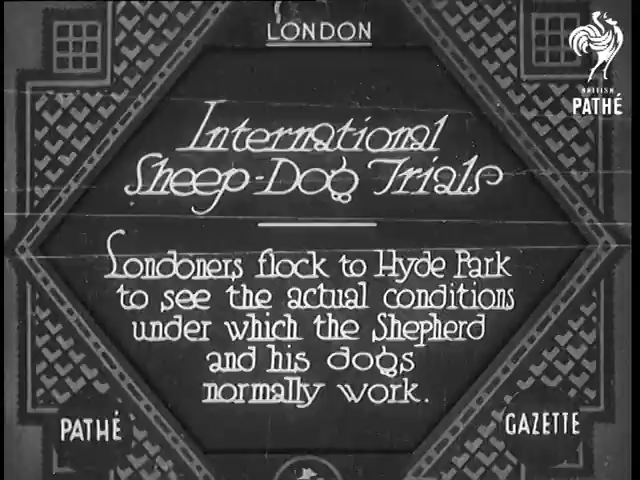 LONDON
BRITISH
PATHÉ
International
Sheep-Dog Trials
Londoners flock to Hyde Park
to see the actual conditions
under which the Shepherd
and his dogs
normally work.
PATHÉ
GAZETTE